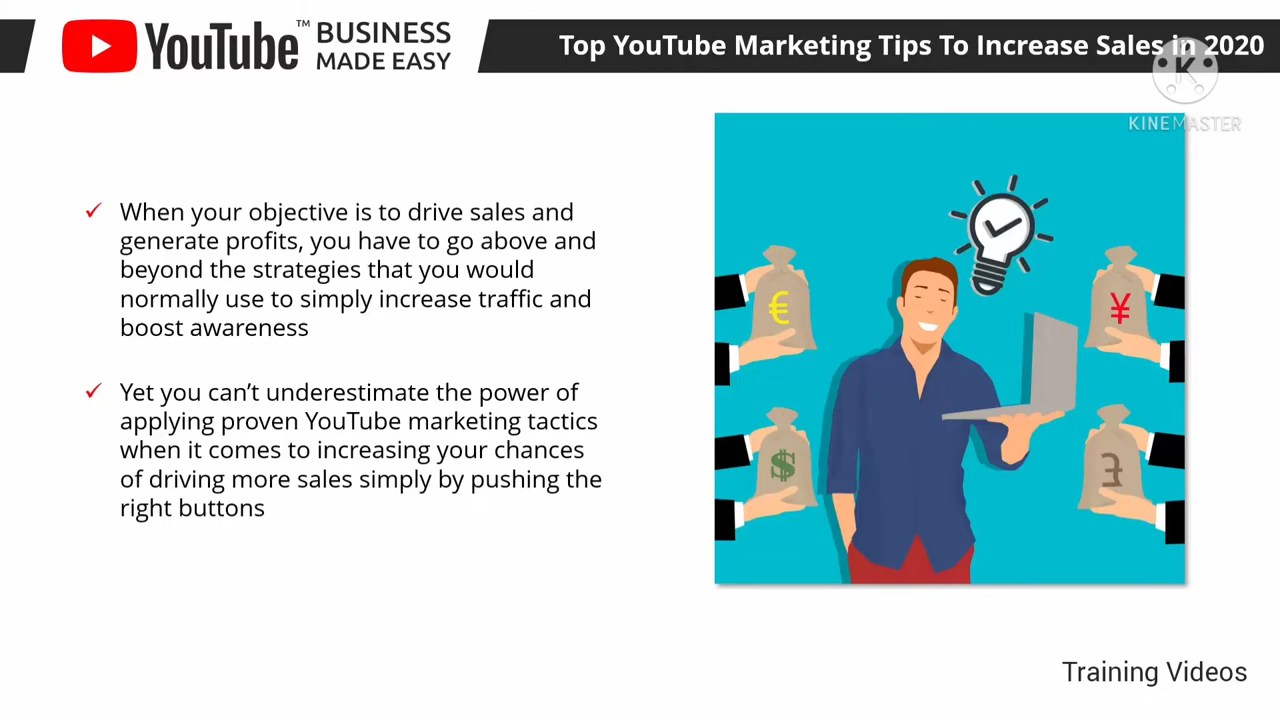 YouTube™ BUSINESS
MADE EASY
Top YouTube Marketing Tips To Increase Sales in 2020
K
KINEMASTER
✓ When your objective is to drive sales and
generate profits, you have to go above and
beyond the strategies that you would
normally use to simply increase traffic and
boost awareness
✓ Yet you can’t underestimate the power of
applying proven YouTube marketing tactics
when it comes to increasing your chances
of driving more sales simply by pushing the
right buttons
€
¥
$
£
Training Videos